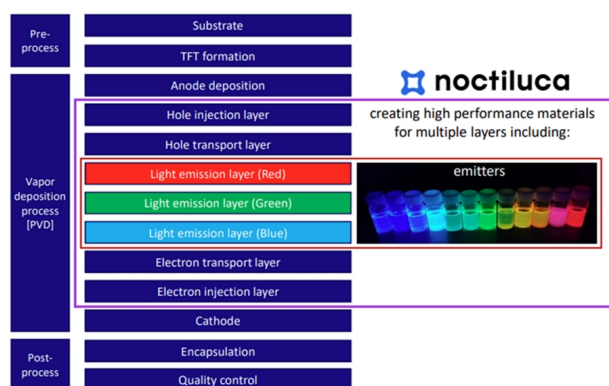 Pre-
process
Substrate
TFT formation
Vapor
deposition
process
[PVD]
Anode deposition
Hole injection layer
Hole transport layer
Light emission layer (Red)
Light emission layer (Green)
Light emission layer (Blue)
Electron transport layer
Electron injection layer
Cathode
Post-
process
Encapsulation
Quality control
noctiluca
creating high performance materials
for multiple layers including:
emitters